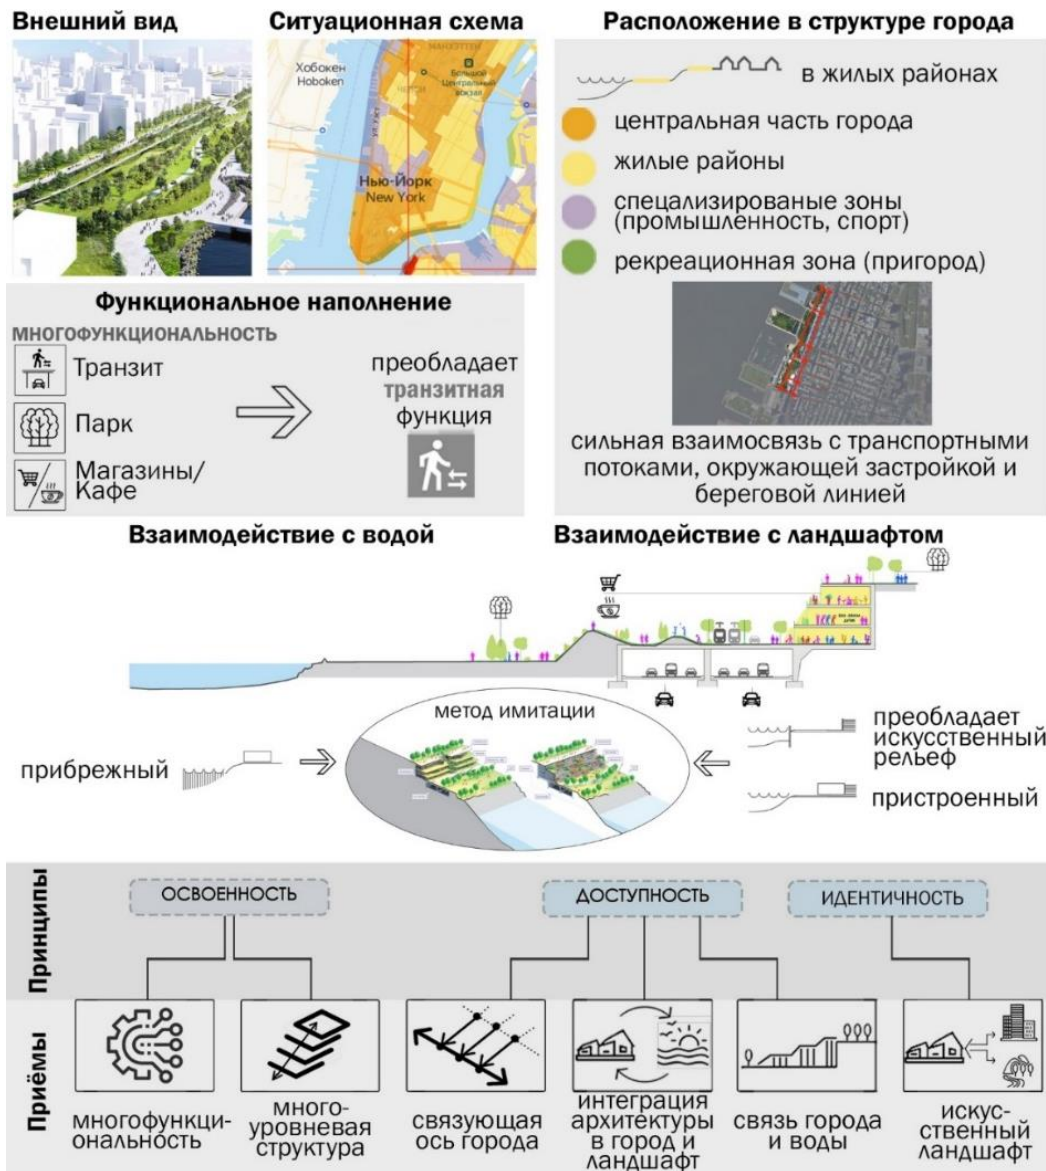 Внешний вид
Ситуационная схема
Расположение в структуре города
Хобокен
Hoboken
МАНХЭТТЕН
Большой
Центральный
вокзал
ЧЕЛСИ
Нью-Йорк
New York
в жилых районах
центральная часть города
жилые районы
спецализированые зоны
(промышленность, спорт)
рекреационная зона (пригород)
сильная взаимосвязь с транспортными
потоками, окружающей застройкой и
береговой линией
Функциональное наполнение
МНОГОФУНКЦИОНАЛЬНОСТЬ
Транзит
Парк
Магазины/
Кафе
преобладает
транзитная
функция
Взаимодействие с водой
Взаимодействие с ландшафтом
метод имитации
прибрежный
преобладает
искусственный
рельеф
пристроенный
Принципы
ОСВОЕННОСТЬ
ДОСТУПНОСТЬ
ИДЕНТИЧНОСТЬ
Приёмы
многофункци-
ональность
много-
уровневая
структура
связующая
ось города
интеграция
архитектуры
в город и
ландшафт
связь города
и воды
искус-
ственный
ландшафт